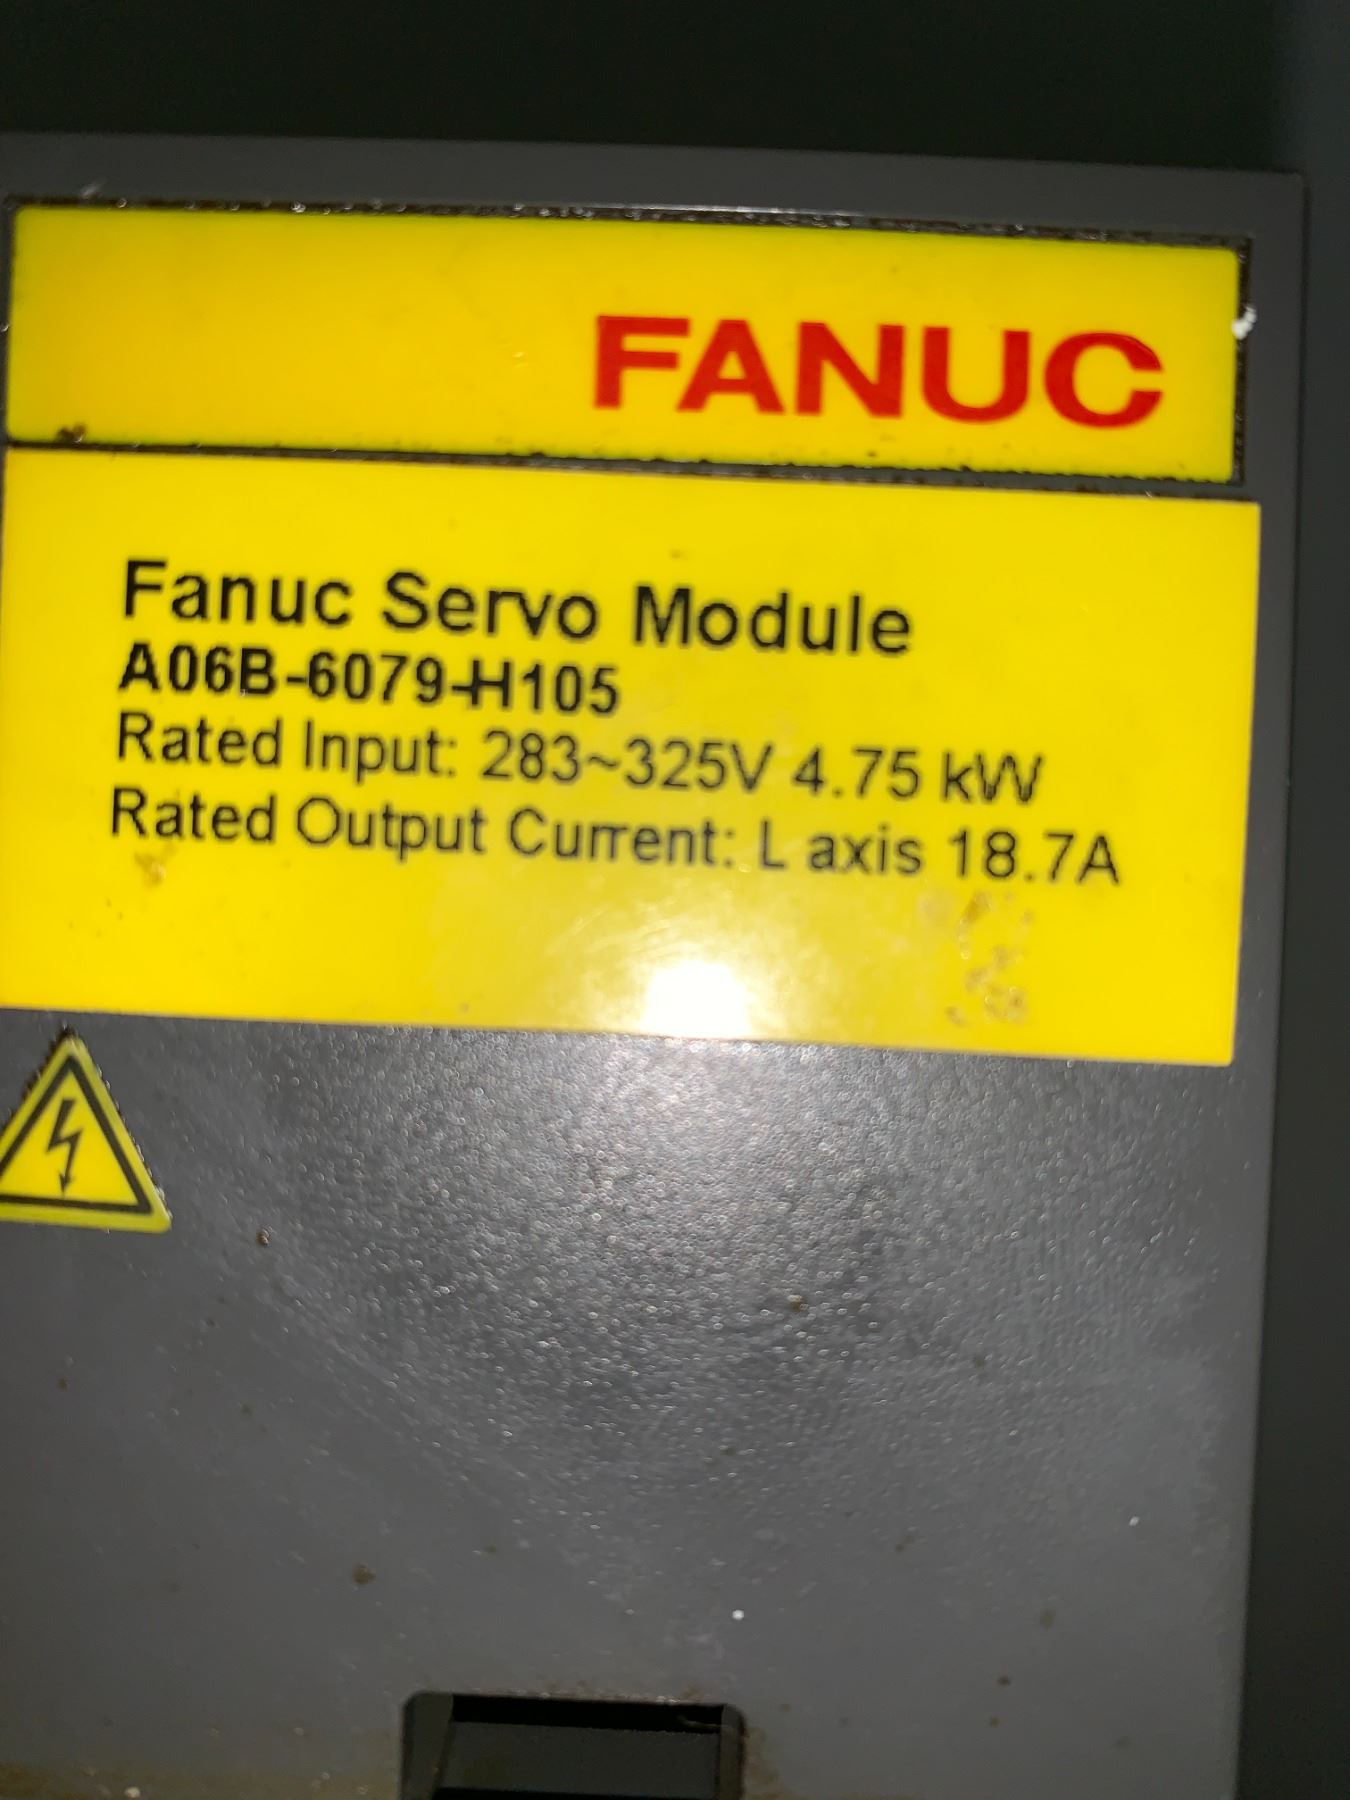 FANUC
Fanuc Servo Module
A06B-6079-H105
Rated Input: 283~325V 4.75 kW
Rated Output Current: L axis 18.7A